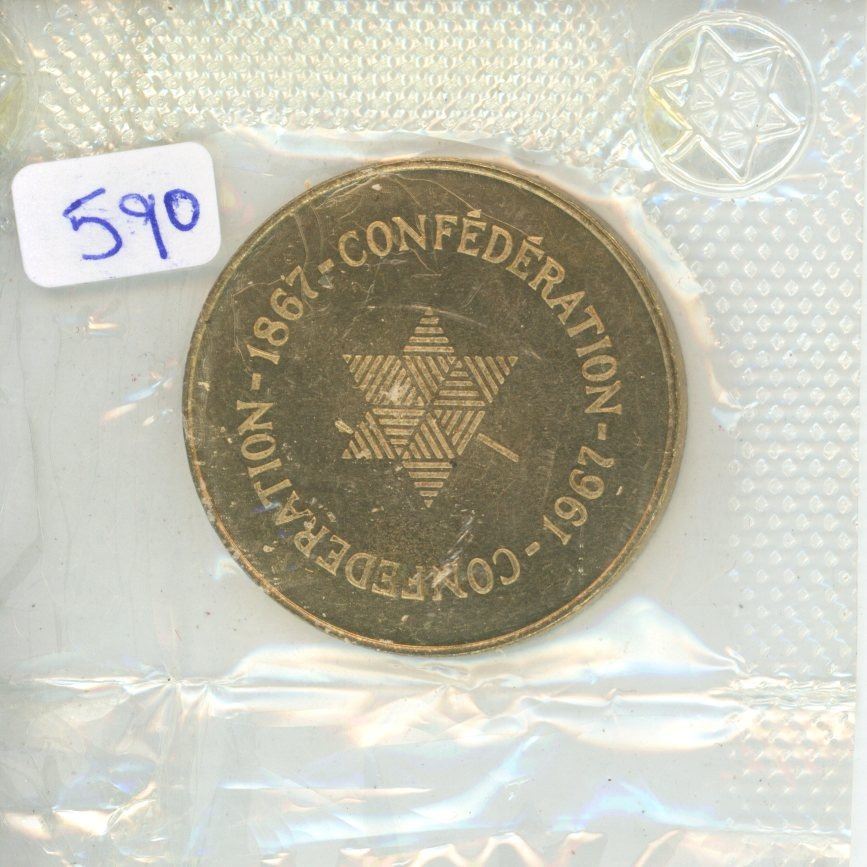 590
CONFÉDÉRATION - 1967 - CONFEDERATION - 1867 -